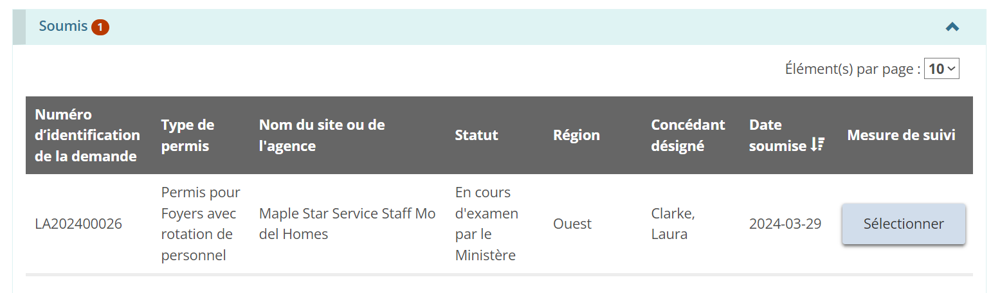 Soumis 1
Élément(s) par page : 10
Numéro
d’identification
de la demande
Type de
permis
Nom du site ou de
l'agence
Statut
Région
Concédant
désigné
Date
soumise
Mesure de suivi
LA202400026
Permis pour
Foyers avec
rotation de
personnel
Maple Star Service Staff Mo
del Homes
En cours
d'examen
par le
Ministère
Ouest
Clarke,
Laura
2024-03-29
Sélectionner